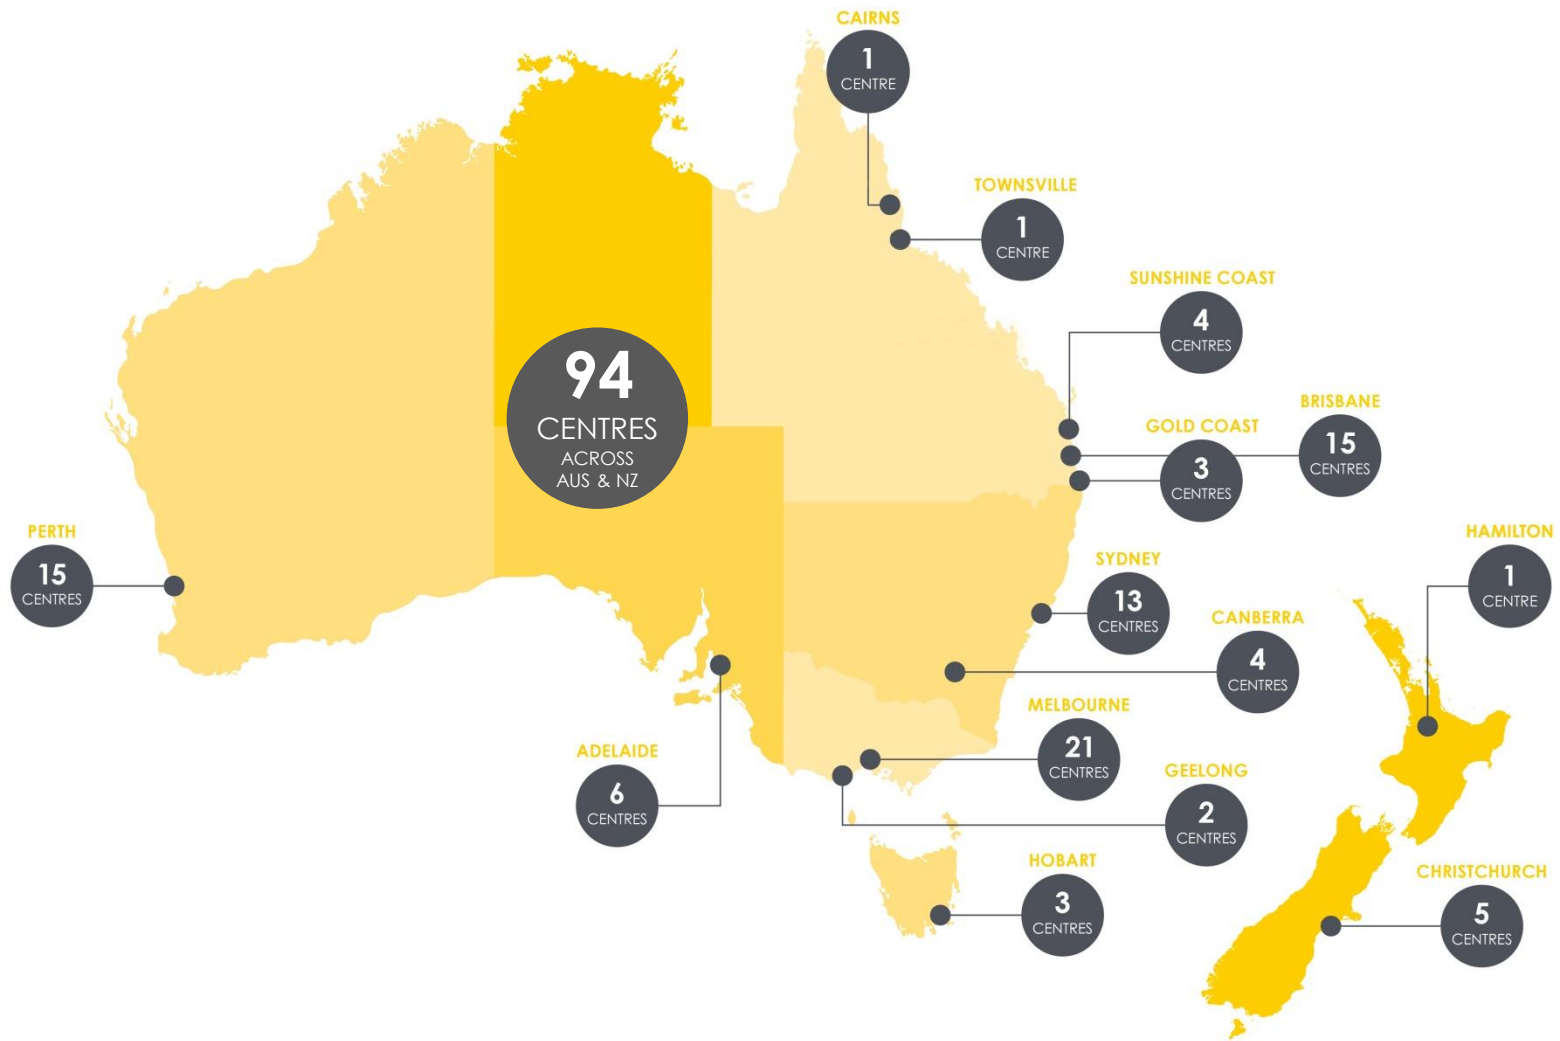 CAIRNS
1
CENTRE
TOWNSVILLE
1
CENTRE
SUNSHINE COAST
4
CENTRES
94
CENTRES
ACROSS
AUS & NZ
BRISBANE
15
CENTRES
GOLD COAST
3
CENTRES
PERTH
15
CENTRES
HAMILTON
1
CENTRE
SYDNEY
13
CENTRES
CANBERRA
4
CENTRES
MELBOURNE
21
CENTRES
ADELAIDE
6
CENTRES
GEELONG
2
CENTRES
HOBART
3
CENTRES
CHRISTCHURCH
5
CENTRES